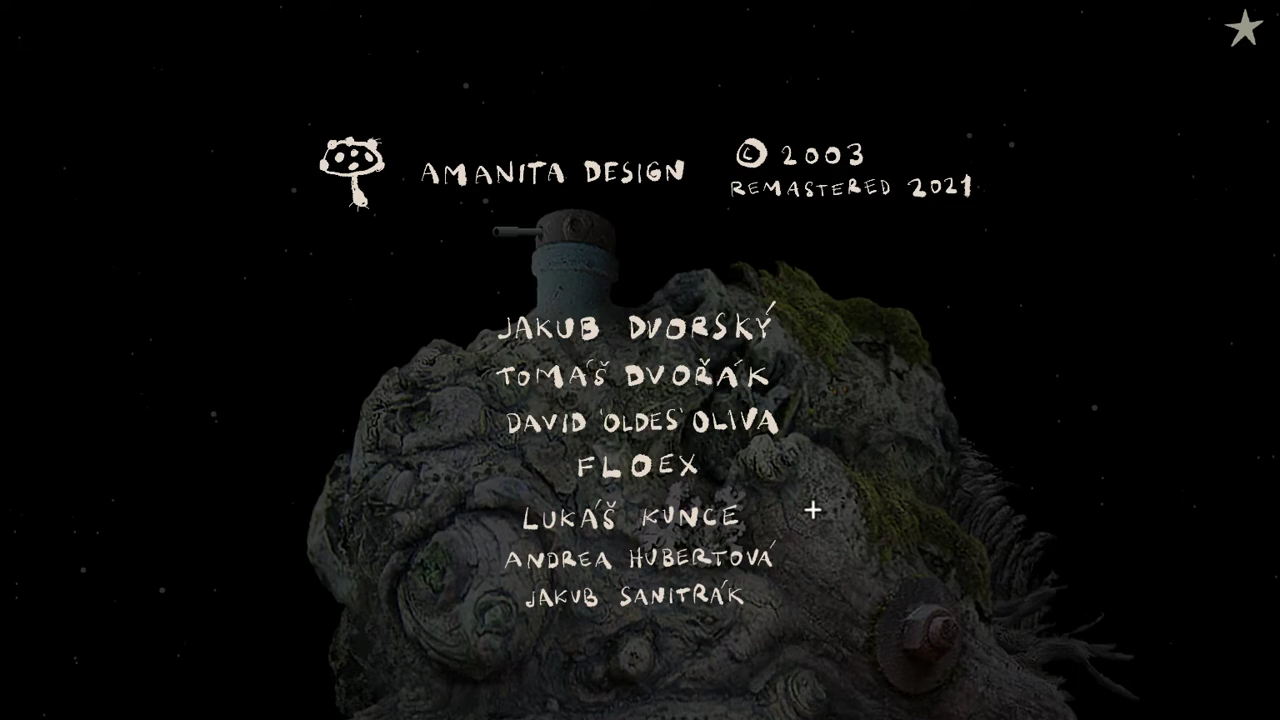 AMANITA DESIGN
© 2003
REMASTERED 2021
JAKUB DVORSKÝ
TOMÁŠ DVOŘÁK
DAVID 'OLDES' OLIVA
FLOEX
LUKÁŠ KUNCE
ANDREA HUBERTOVÁ
JAKUB SANITRÁK